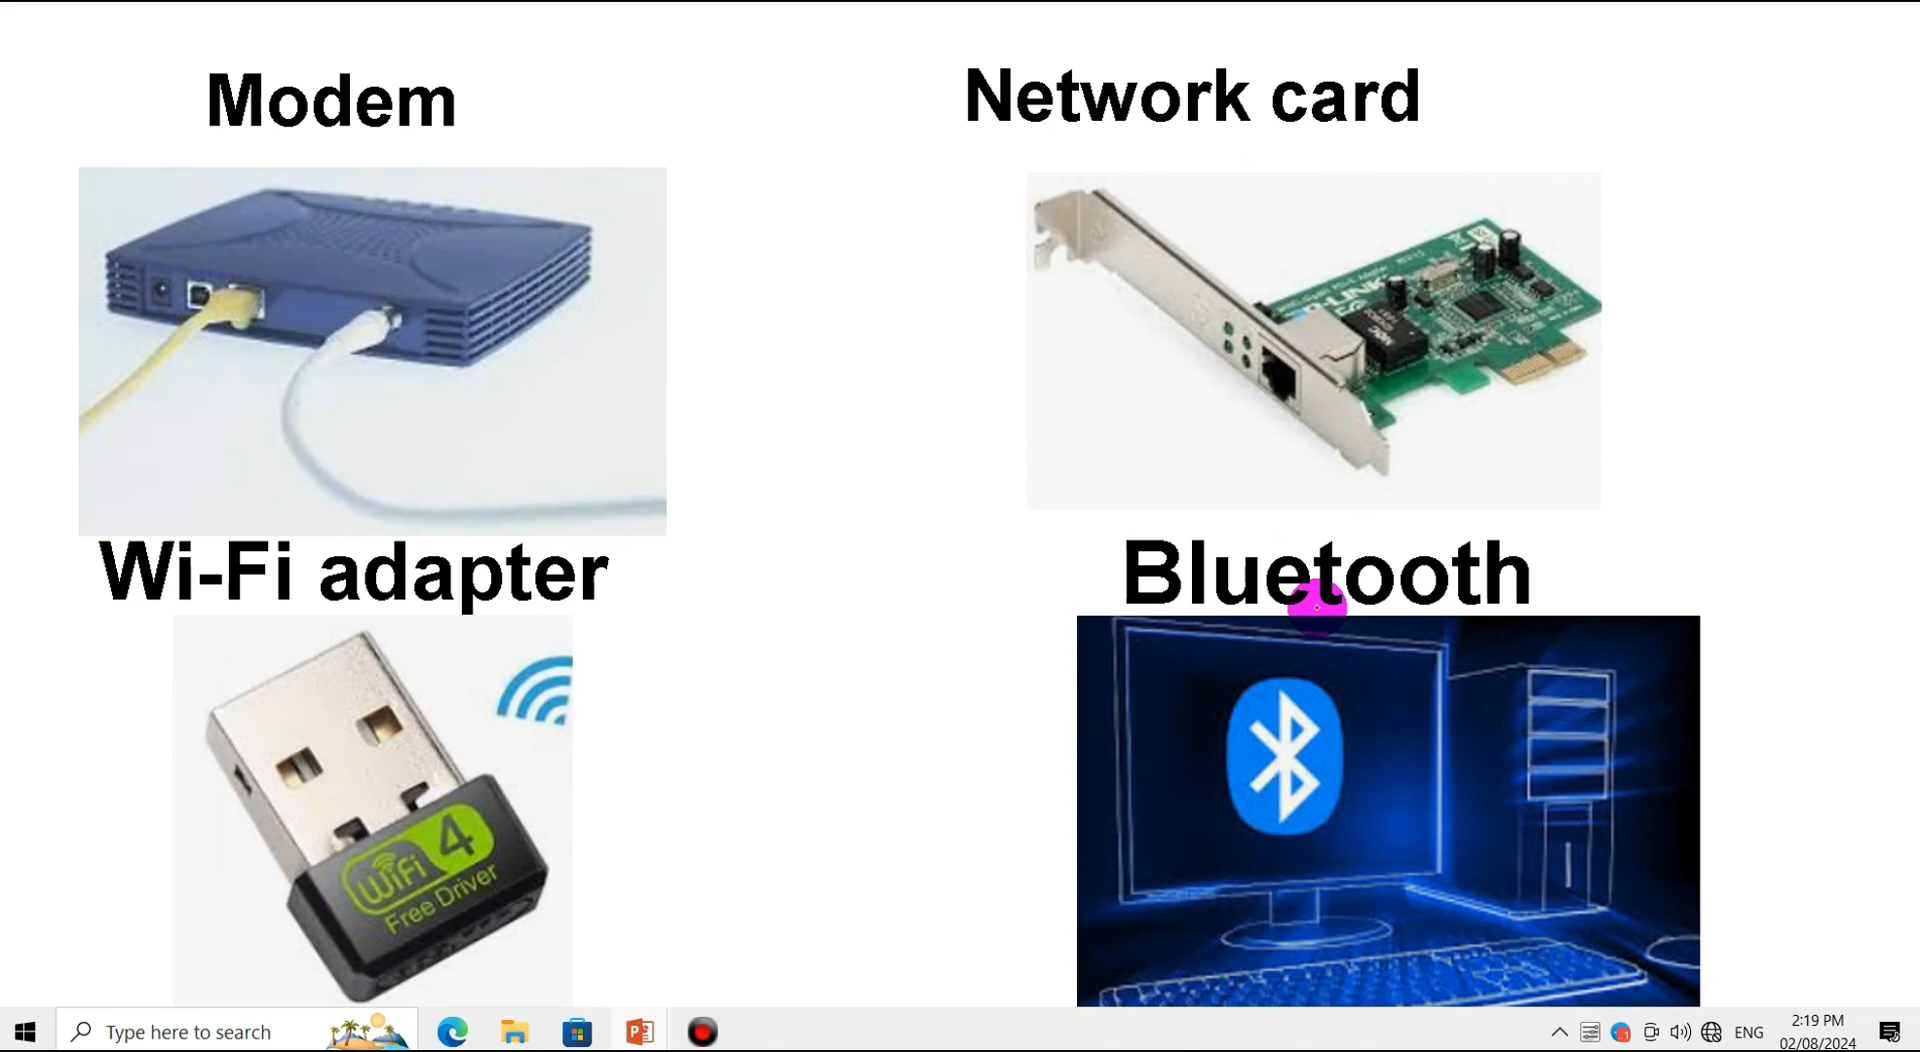 Modem
Network card
Wi-Fi adapter
Bluetooth
WiFi 4
Free Driver
Type here to search
ENG
2:19 PM
02/08/2024